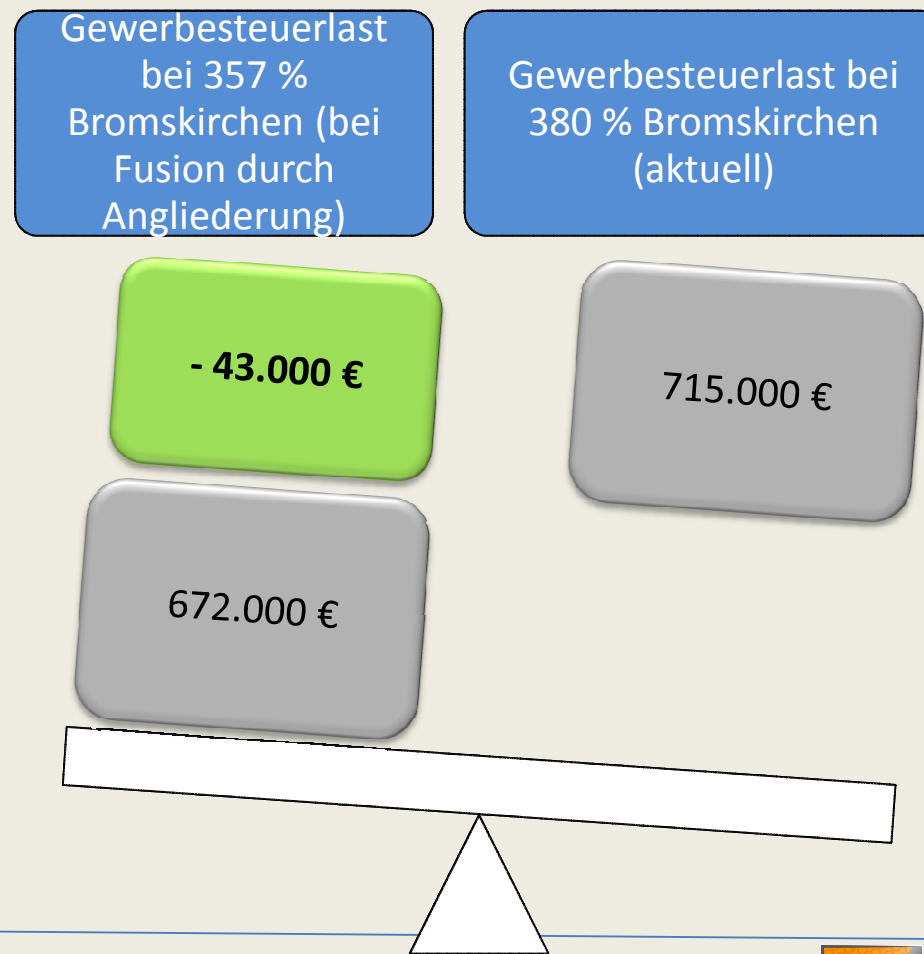 Gewerbesteuerlast
bei 357 %
Bromskirchen (bei
Fusion durch
Angliederung)
Gewerbesteuerlast bei
380 % Bromskirchen
(aktuell)
- 43.000 €
715.000 €
672.000 €